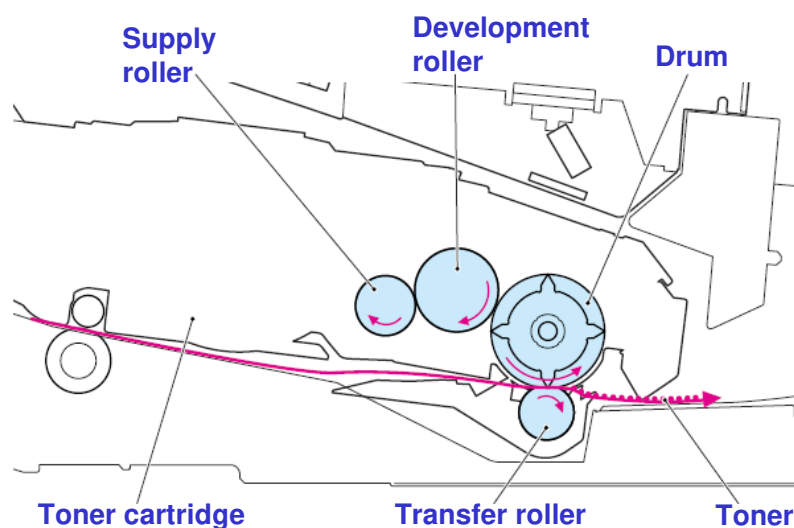 Supply
roller
Development
roller
Drum
Toner cartridge
Transfer roller
Toner